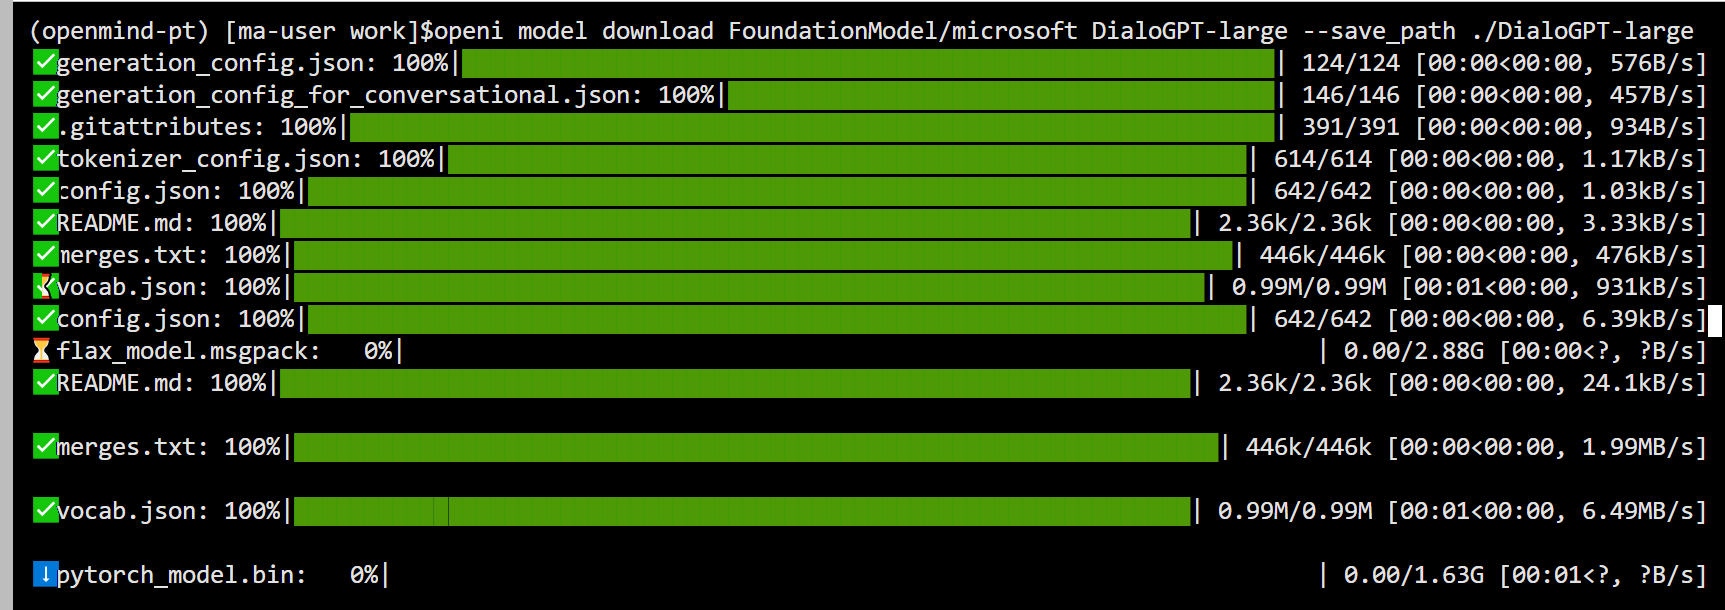 (openmind-pt) [ma-user work]$openi model download FoundationModel/microsoft DialoGPT-large --save_path ./DialoGPT-large
generation_config.json: 100%| | 124/124 [00:00<00:00, 576B/s]
generation_config_for_conversational.json: 100%| | 146/146 [00:00<00:00, 457B/s]
.gitattributes: 100%| | 391/391 [00:00<00:00, 934B/s]
tokenizer_config.json: 100%| | 614/614 [00:00<00:00, 1.17kB/s]
config.json: 100%| | 642/642 [00:00<00:00, 1.03kB/s]
README.md: 100%| | 2.36k/2.36k [00:00<00:00, 3.33kB/s]
merges.txt: 100%| | 446k/446k [00:00<00:00, 476kB/s]
vocab.json: 100%| | 0.99M/0.99M [00:01<00:00, 931kB/s]
config.json: 100%| | 642/642 [00:00<00:00, 6.39kB/s]
flax_model.msgpack: 0%| | 0.00/2.88G [00:00<?, ?B/s]
README.md: 100%| | 2.36k/2.36k [00:00<00:00, 24.1kB/s]
merges.txt: 100%| | 446k/446k [00:00<00:00, 1.99MB/s]
vocab.json: 100%| | 0.99M/0.99M [00:01<00:00, 6.49MB/s]
pytorch_model.bin: 0%| | 0.00/1.63G [00:01<?, ?B/s]